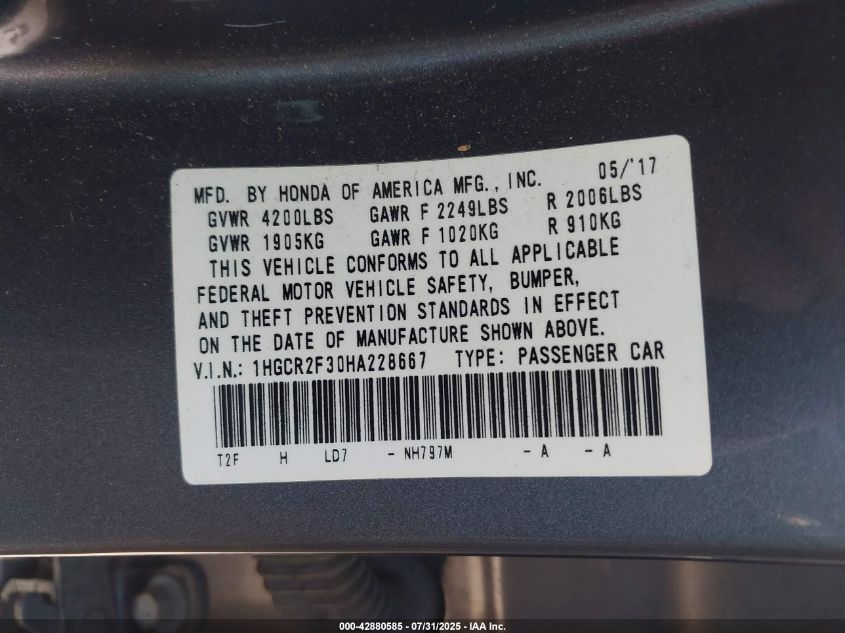 MFD. BY HONDA OF AMERICA MFG., INC. 05/'17
GVWR 4200LBS GAWR F 2249LBS R 2006LBS
GVWR 1905KG GAWR F 1020KG R 910KG
THIS VEHICLE CONFORMS TO ALL APPLICABLE
FEDERAL MOTOR VEHICLE SAFETY, BUMPER,
AND THEFT PREVENTION STANDARDS IN EFFECT
ON THE DATE OF MANUFACTURE SHOWN ABOVE.
V.I.N.: 1HGCR2F30HA228667 TYPE: PASSENGER CAR
T2F H LD7 - NH797M - A - A
000-42880585 - 07/31/2025 - IAA Inc.